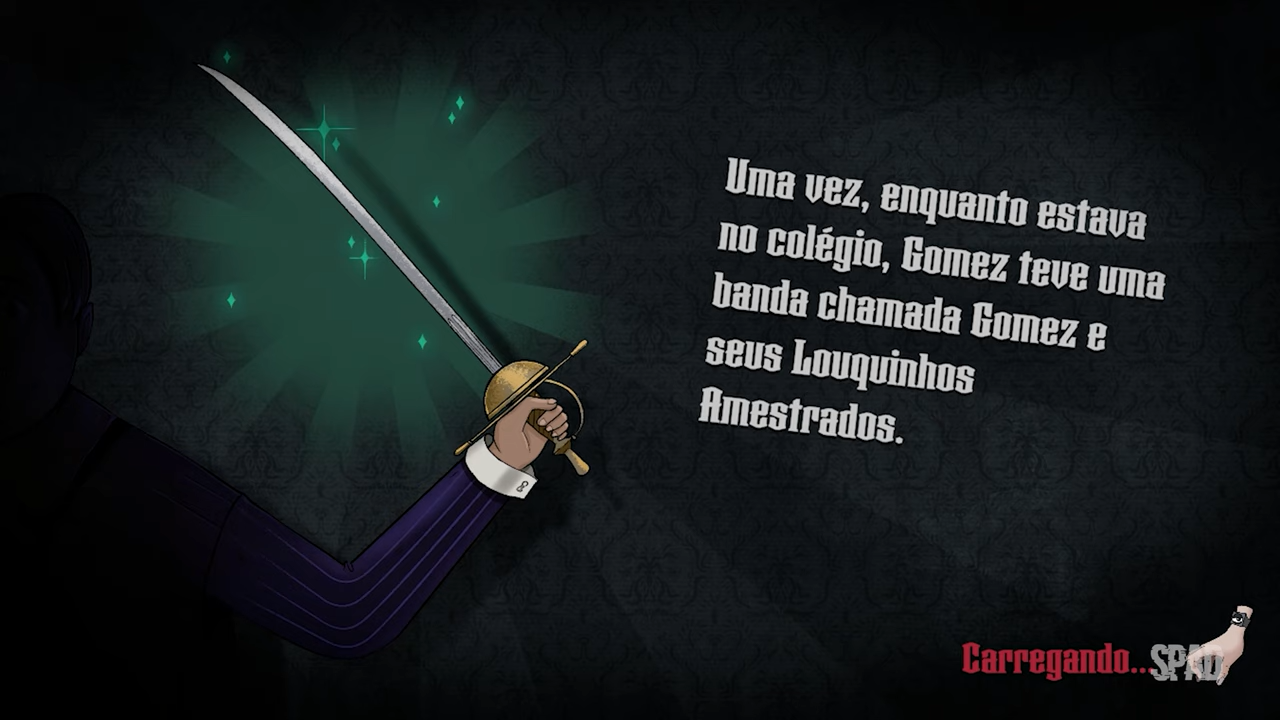 Uma vez, enquanto estava
no colégio, Gomez teve uma
banda chamada Gomez e
seus Louquinhos
Amestrados.
Carregando...